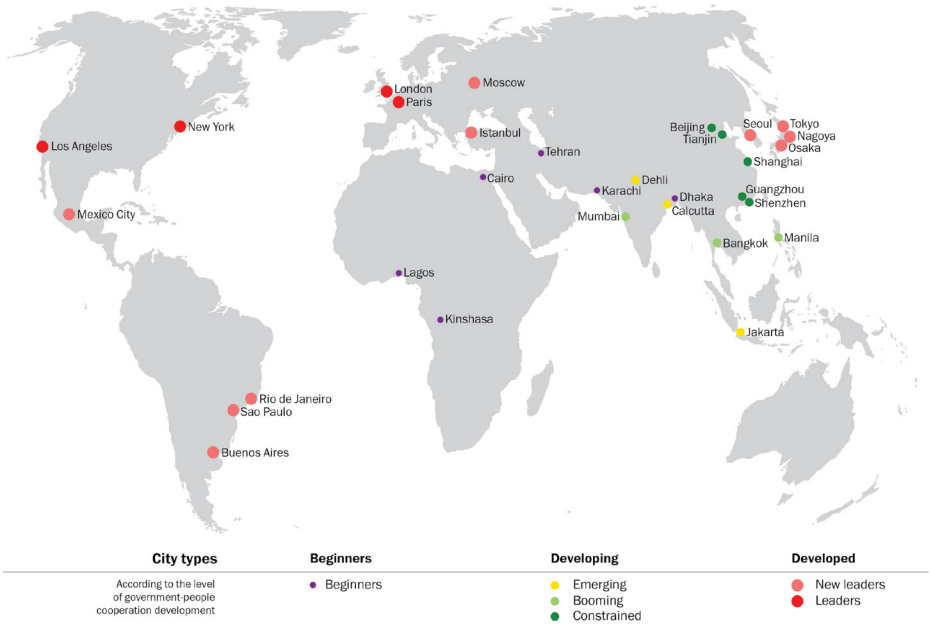 London
Moscow
Paris
New York
Istanbul
Los Angeles
Mexico City
Tehran
Cairo
Karachi
Dehli
Dhaka
Calcutta
Mumbai
Beijing
Tianjin
Seoul
Tokyo
Nagoya
Osaka
Shanghai
Guangzhou
Shenzhen
Bangkok
Manila
Lagos
Kinshasa
Jakarta
Rio de Janeiro
Sao Paulo
Buenos Aires
City types
According to the level
of government-people
cooperation development
Beginners
Beginners
Developing
Emerging
Booming
Constrained
Developed
New leaders
Leaders